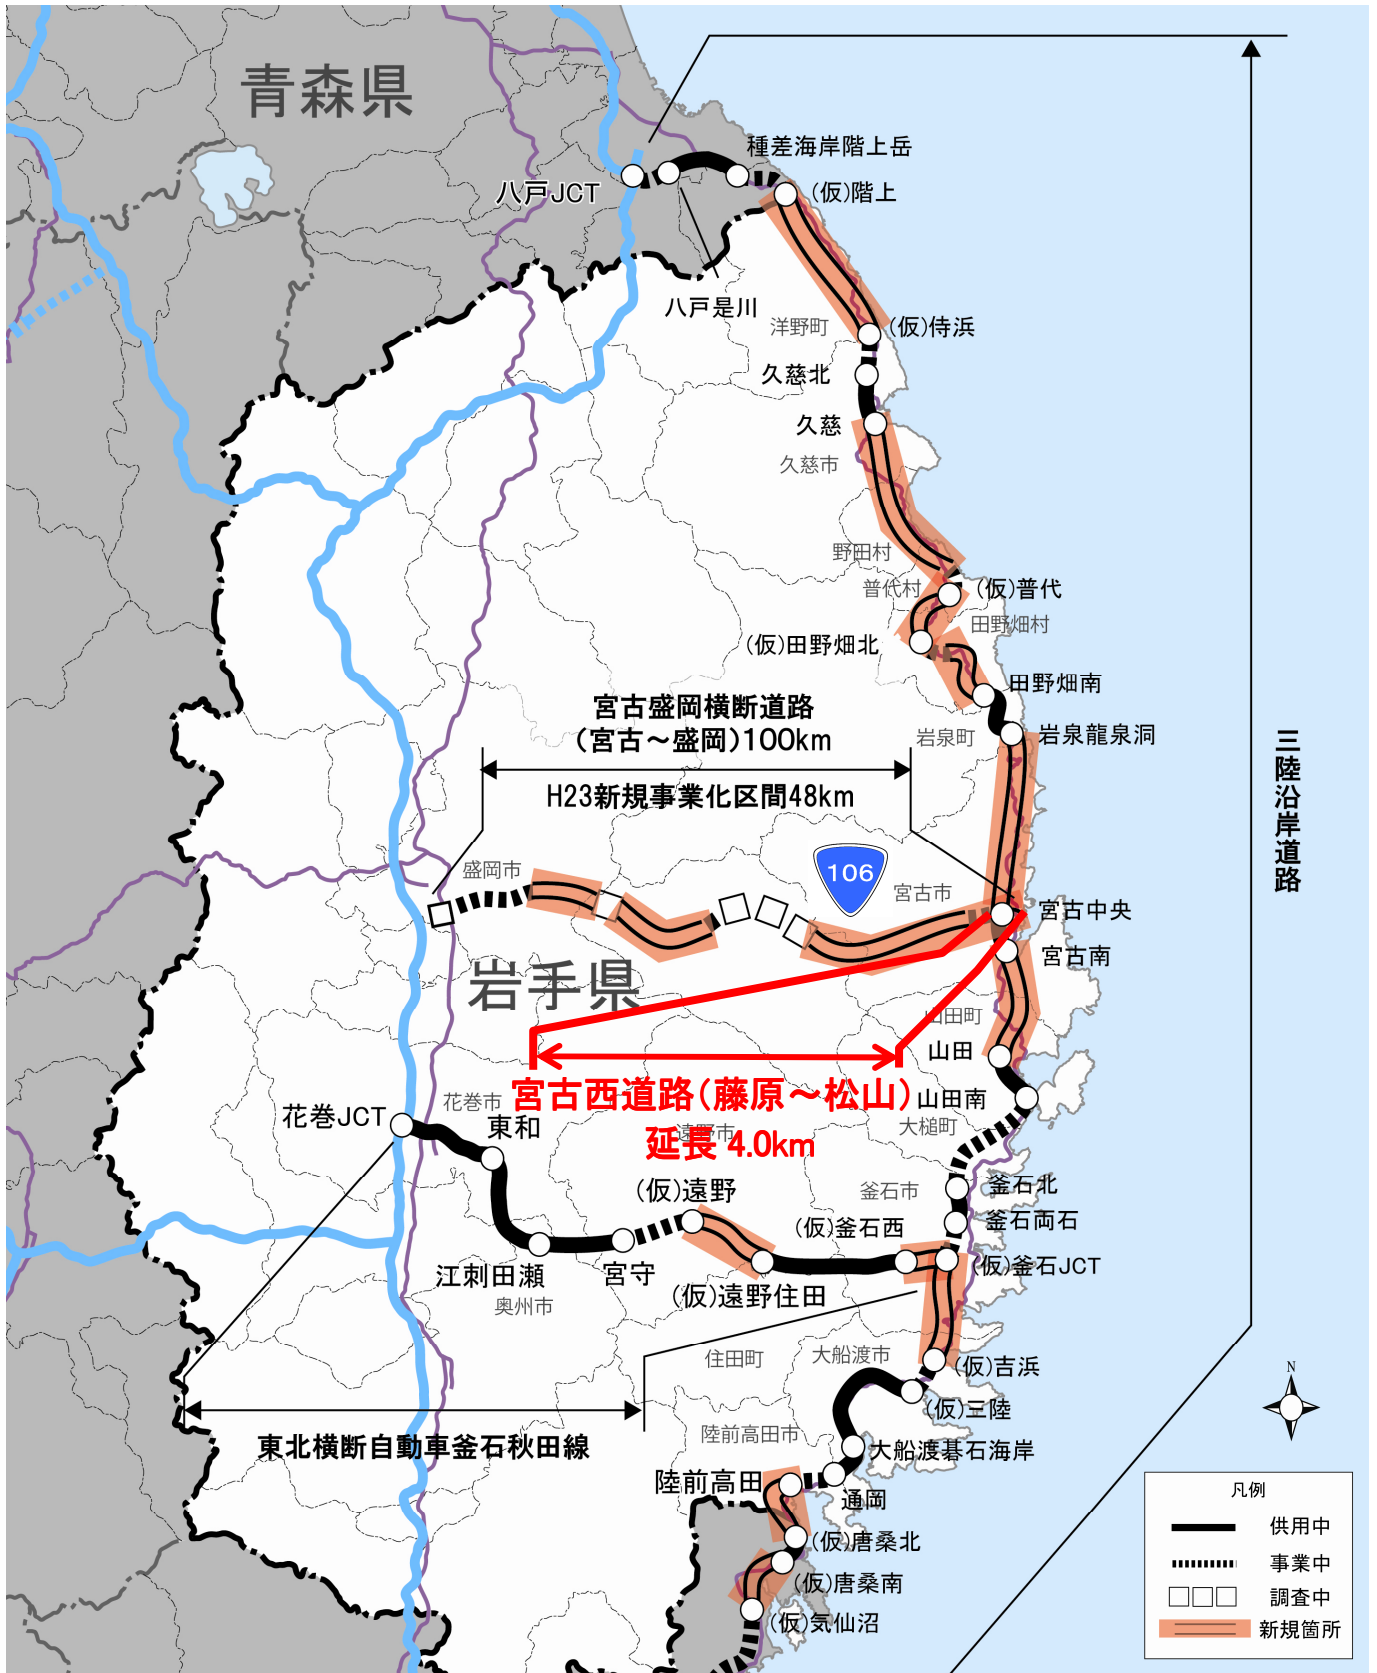 青森県
種差海岸階上岳
八戸JCT
(仮)階上
八戸是川
洋野町
(仮)侍浜
久慈北
久慈
久慈市
野田村
普代村
(仮)普代
田野畑村
(仮)田野畑北
田野畑南
宮古盛岡横断道路
(宮古～盛岡)100km
岩泉町
岩泉龍泉洞
三陸沿岸道路
H23新規事業化区間48km
盛岡市
106
宮古市
宮古中央
宮古南
岩手県
山田町
山田
宮古西道路(藤原～松山)
延長 4.0km
山田南
花巻市
花巻JCT
東和
遠野市
大槌町
釜石市
釜石北
(仮)遠野
(仮)釜石西
釜石両石
(仮)釜石JCT
江刺田瀬
宮守
(仮)遠野住田
奥州市
住田町
大船渡市
(仮)吉浜
(仮)三陸
N
東北横断自動車釜石秋田線
陸前高田市
大船渡碁石海岸
陸前高田
通岡
(仮)唐桑北
(仮)唐桑南
(仮)気仙沼
凡例
供用中
事業中
調査中
新規箇所